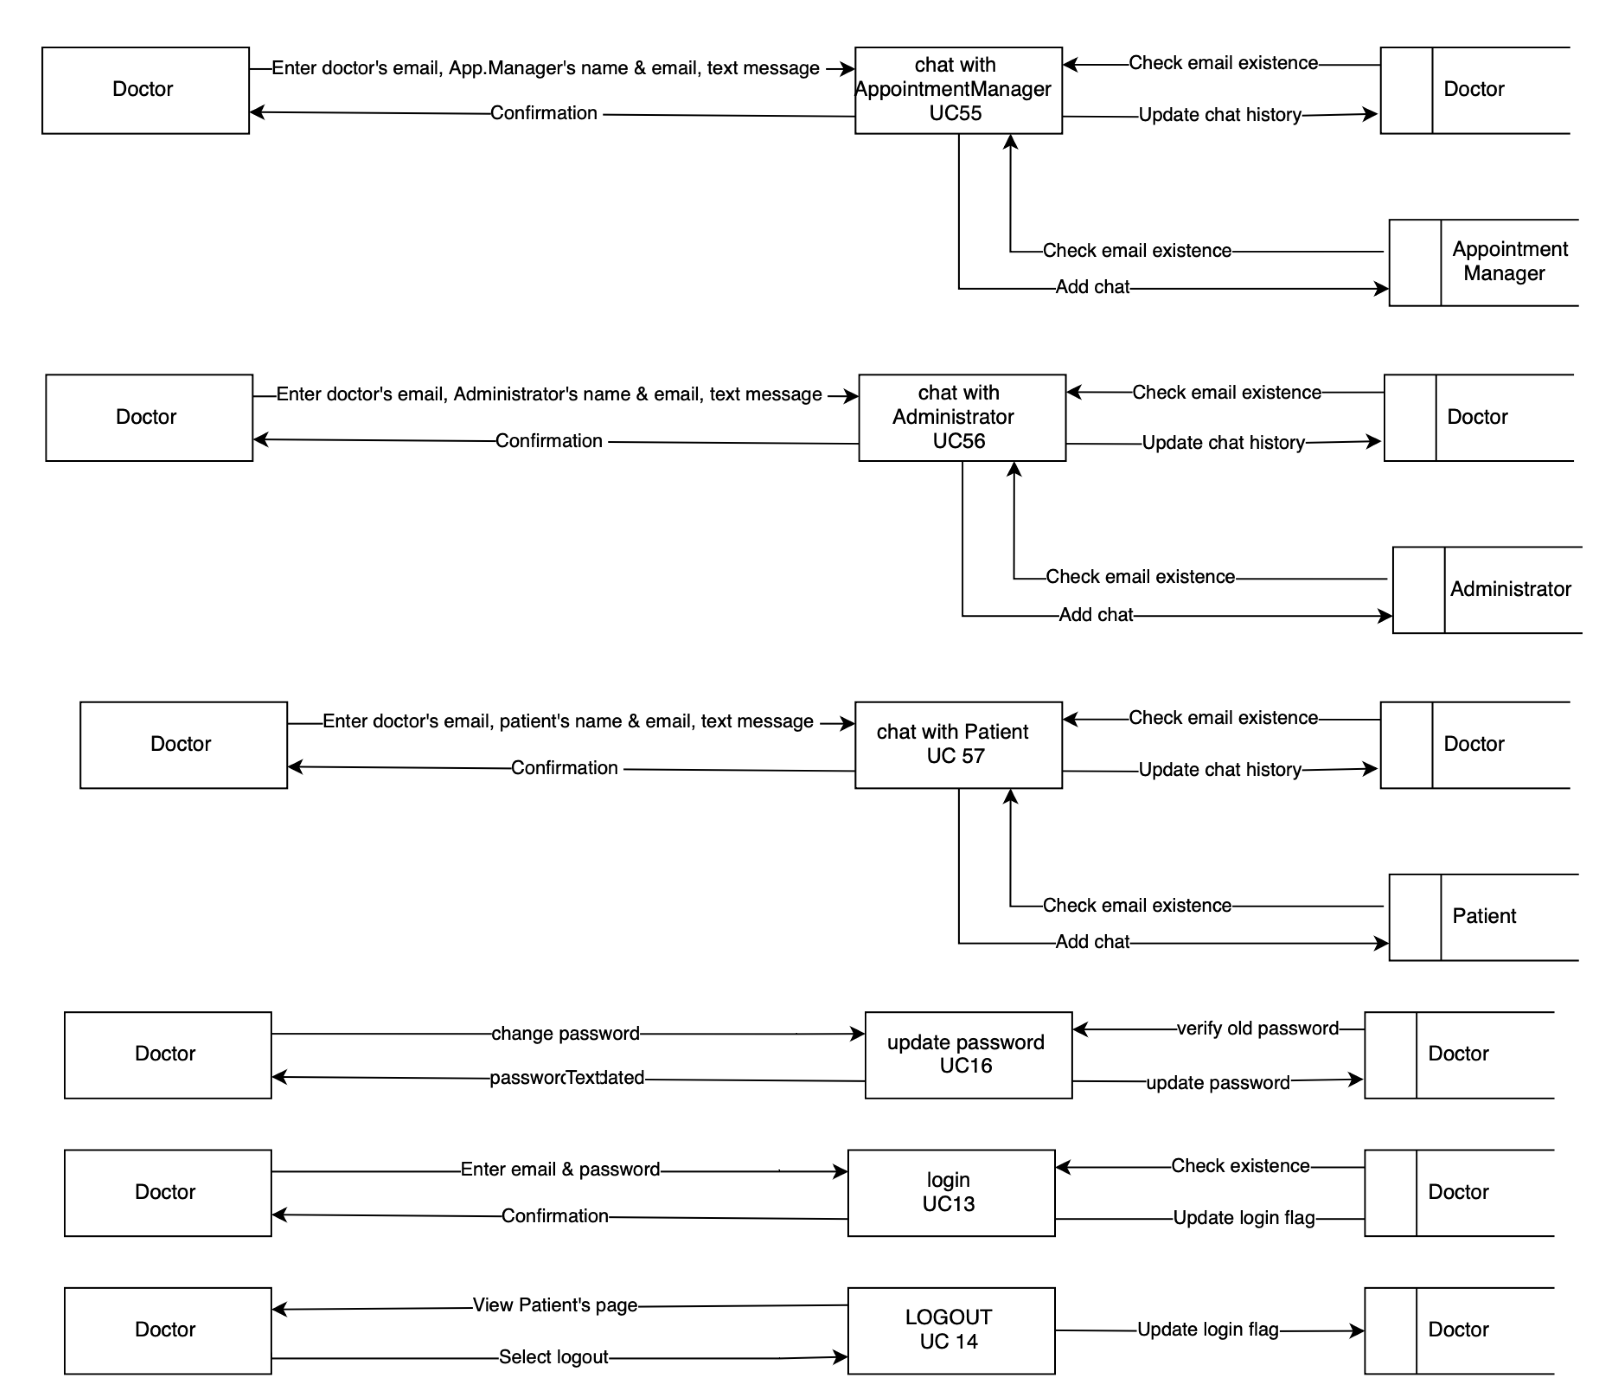 Doctor
Enter doctor's email, App.Manager's name & email, text message
Confirmation
chat with
AppointmentManager
UC55
Check email existence
Update chat history
Doctor
Check email existence
Add chat
Appointment
Manager
Doctor
Enter doctor's email, Administrator's name & email, text message
Confirmation
chat with
Administrator
UC56
Check email existence
Update chat history
Doctor
Check email existence
Add chat
Administrator
Doctor
Enter doctor's email, patient's name & email, text message
Confirmation
chat with Patient
UC 57
Check email existence
Update chat history
Doctor
Check email existence
Add chat
Patient
Doctor
change password
Text
update password
UC16
verify old password
update password
Doctor
Doctor
Enter email & password
Confirmation
login
UC13
Check existence
Update login flag
Doctor
Doctor
View Patient's page
Select logout
LOGOUT
UC 14
Update login flag
Doctor